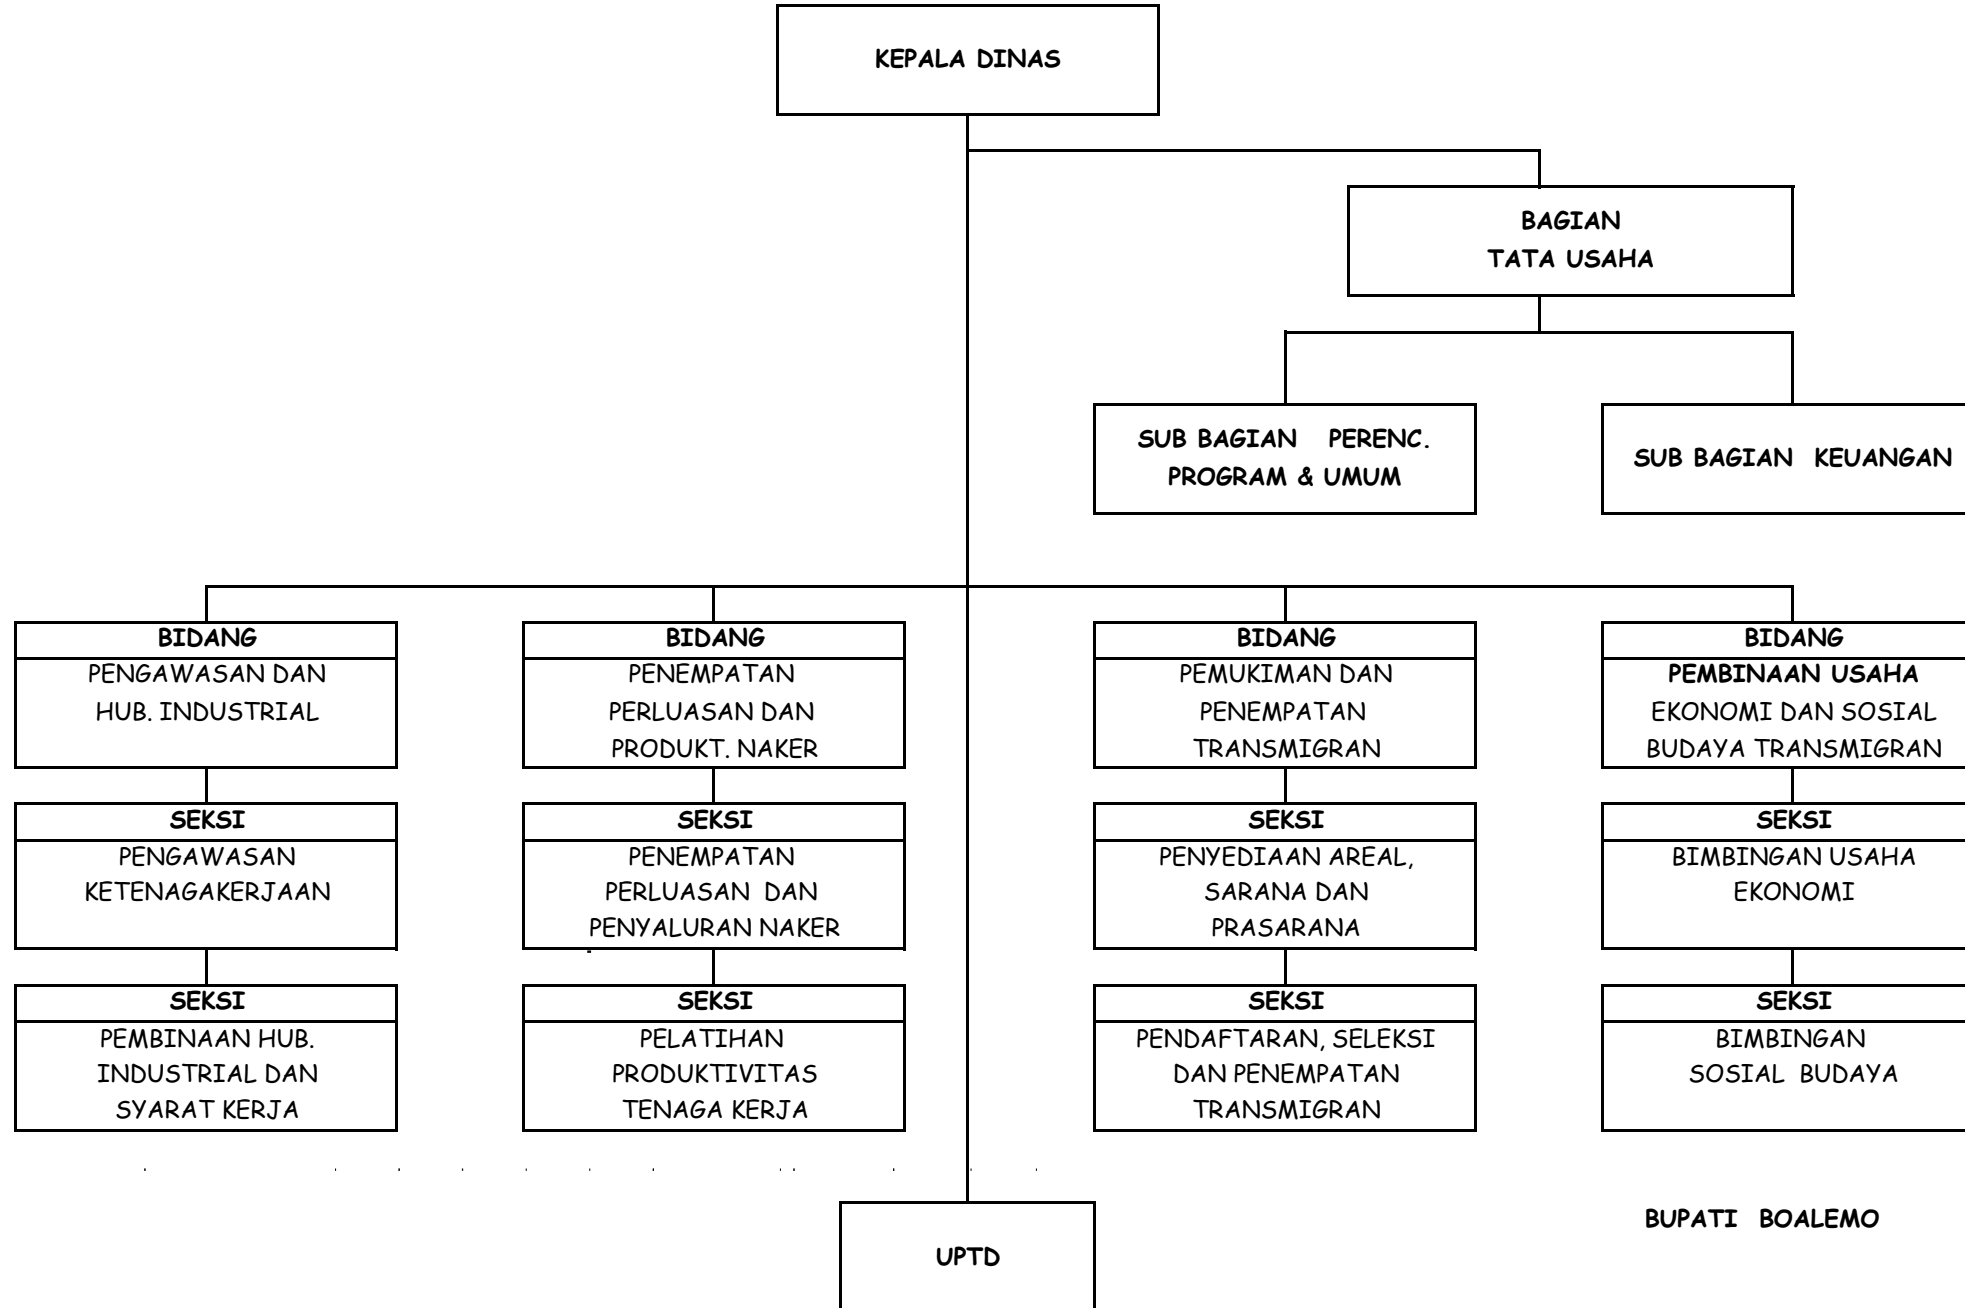 KEPALA DINAS
BAGIAN
TATA USAHA
SUB BAGIAN PERENC.
PROGRAM & UMUM
SUB BAGIAN KEUANGAN
BIDANG
PENGAWASAN DAN
HUB. INDUSTRIAL
BIDANG
PENEMPATAN
PERLUASAN DAN
PRODUKT. NAKER
BIDANG
PEMUKIMAN DAN
PENEMPATAN
TRANSMIGRAN
BIDANG
PEMBINAAN USAHA
EKONOMI DAN SOSIAL
BUDAYA TRANSMIGRAN
SEKSI
PENGAWASAN
KETENAGAKERJAAN
SEKSI
PENEMPATAN
PERLUASAN DAN
PENYALURAN NAKER
SEKSI
PENYEDIAAN AREAL,
SARANA DAN
PRASARANA
SEKSI
BIMBINGAN USAHA
EKONOMI
SEKSI
PEMBINAAN HUB.
INDUSTRIAL DAN
SYARAT KERJA
SEKSI
PELATIHAN
PRODUKTIVITAS
TENAGA KERJA
SEKSI
PENDAFTARAN, SELEKSI
DAN PENEMPATAN
TRANSMIGRAN
SEKSI
BIMBINGAN
SOSIAL BUDAYA
BUPATI BOALEMO
UPTD